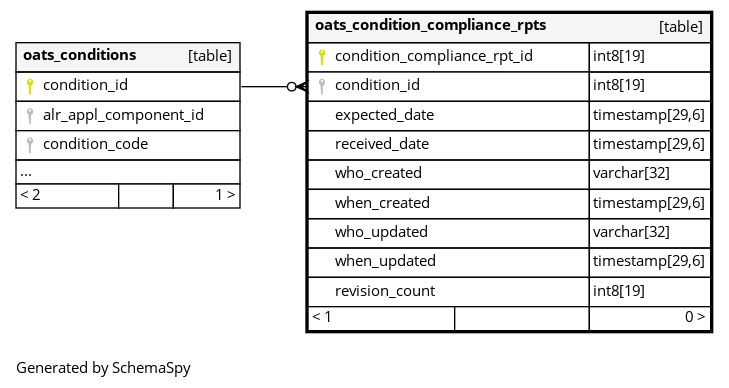 oats_conditions [table]
condition_id
alr_appl_component_id
condition_code
...
< 2 1 >
oats_condition_compliance_rpts [table]
condition_compliance_rpt_id int8[19]
condition_id int8[19]
expected_date timestamp[29,6]
received_date timestamp[29,6]
who_created varchar[32]
when_created timestamp[29,6]
who_updated varchar[32]
when_updated timestamp[29,6]
revision_count int8[19]
< 1 0 >
Generated by SchemaSpy